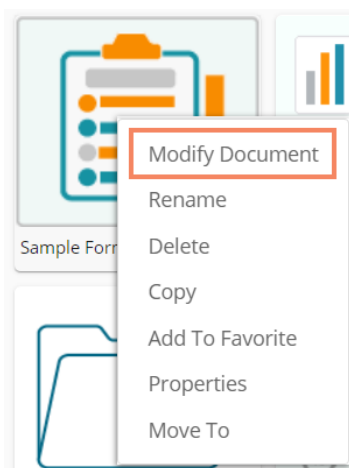 Modify Document
Rename
Sample Form
Delete
Copy
Add To Favorite
Properties
Move To